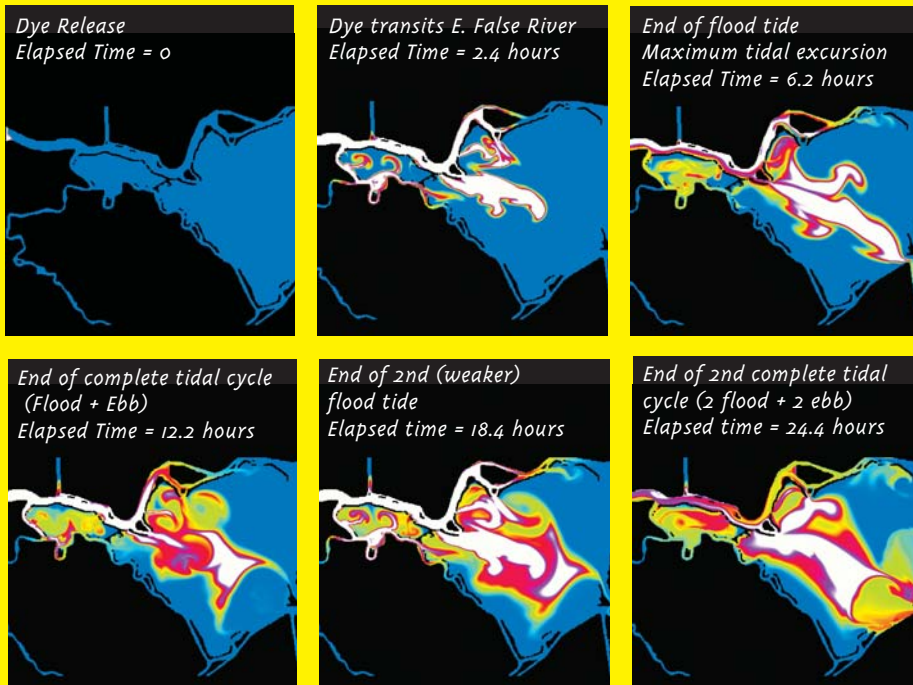 Dye Release
Elapsed Time = 0
Dye transits E. False River
Elapsed Time = 2.4 hours
End of flood tide
Maximum tidal excursion
Elapsed Time = 6.2 hours
End of complete tidal cycle
(Flood + Ebb)
Elapsed Time = 12.2 hours
End of 2nd (weaker)
flood tide
Elapsed time = 18.4 hours
End of 2nd complete tidal
cycle (2 flood + 2 ebb)
Elapsed time = 24.4 hours